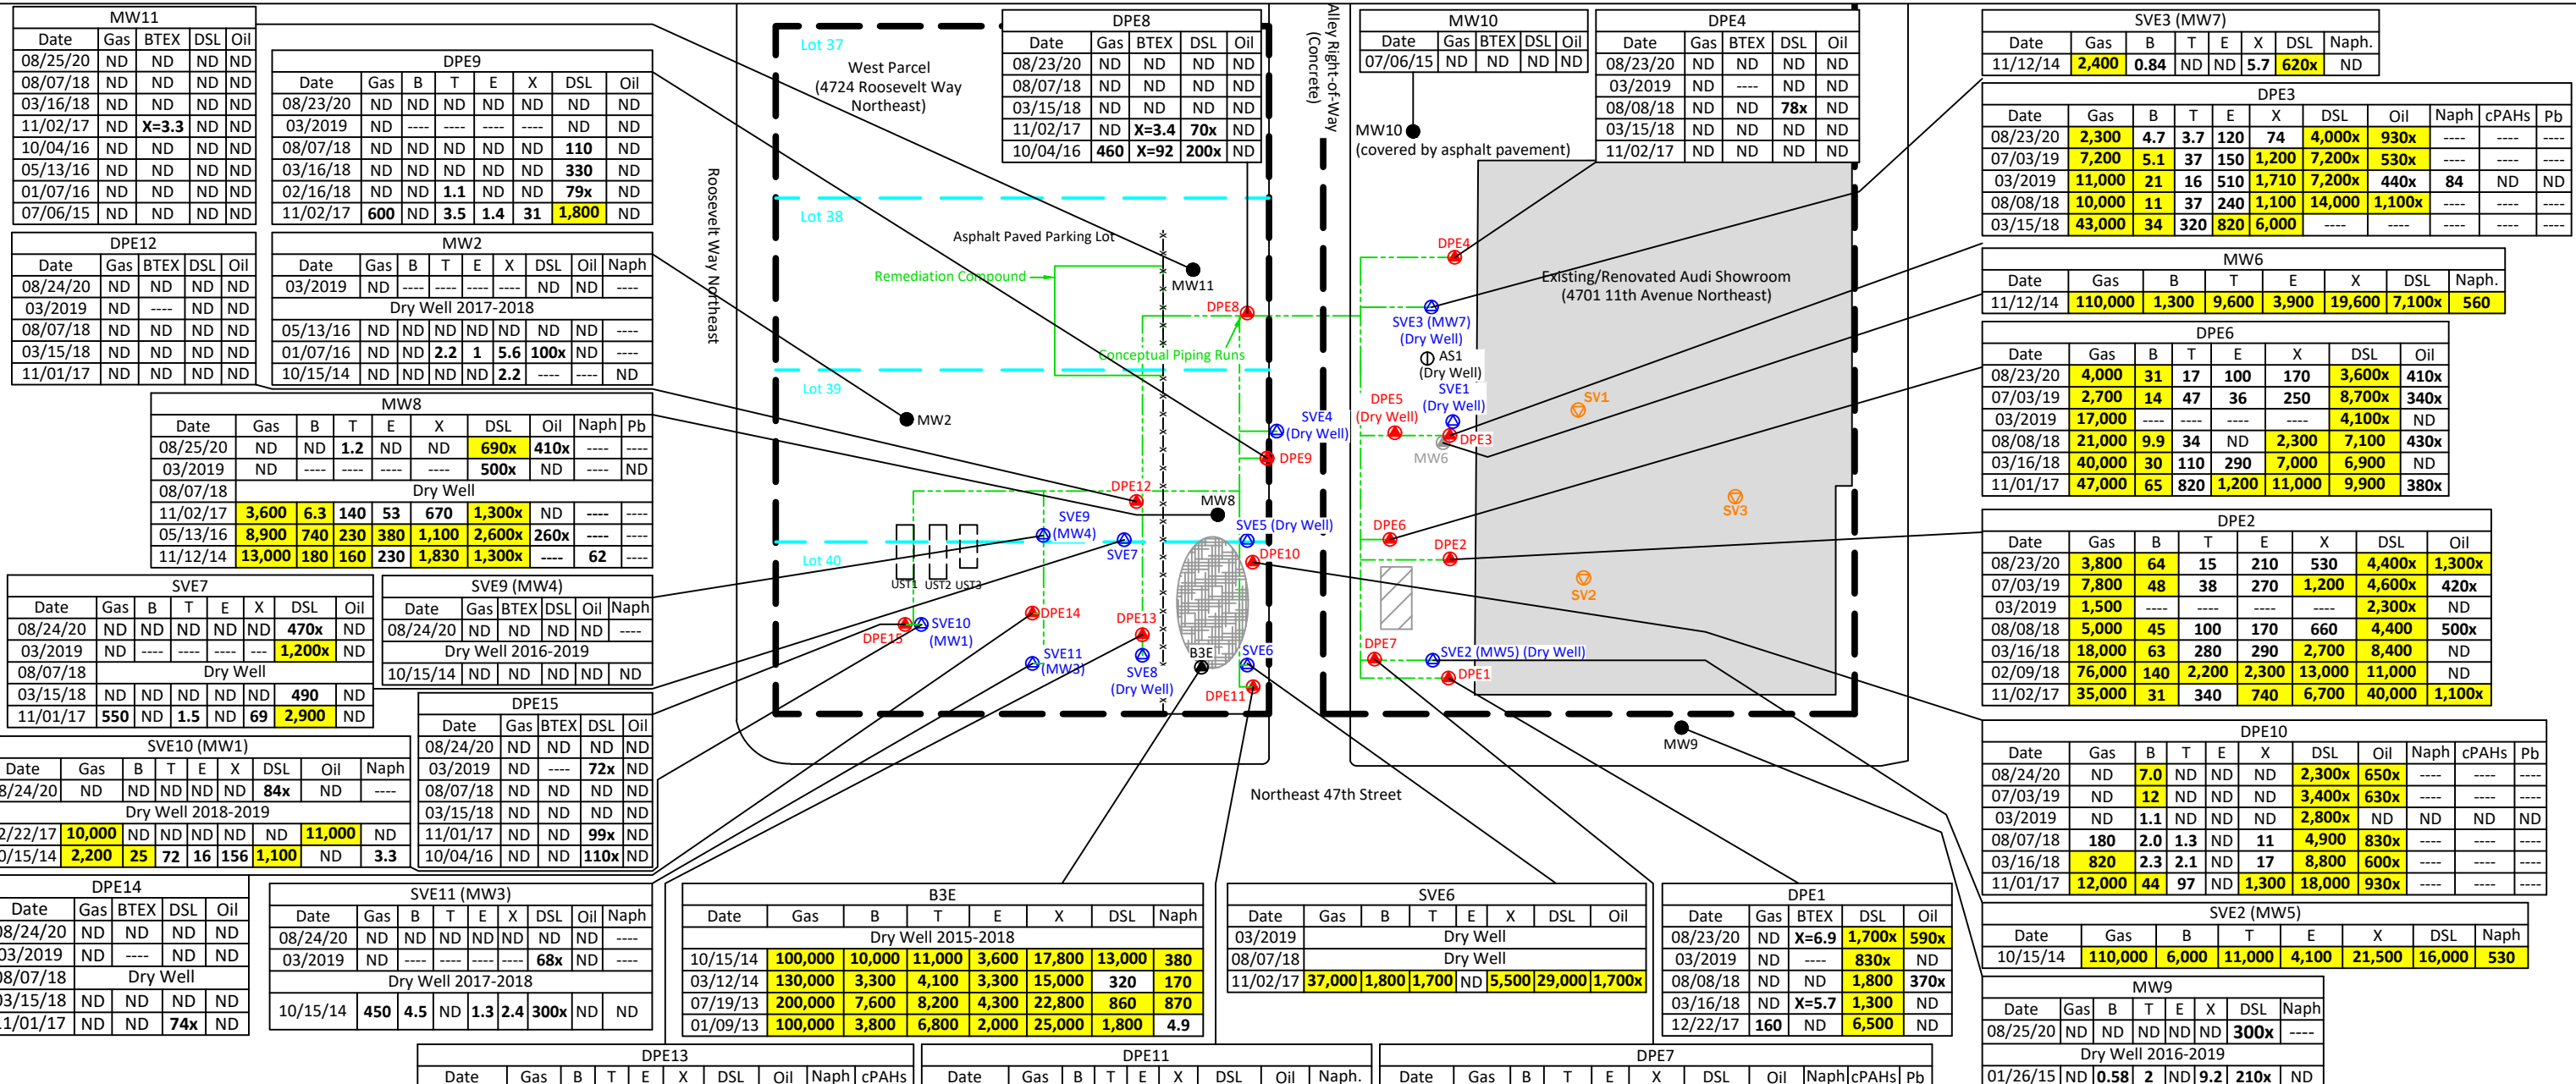 MW11
Date Gas BTEX DSL Oil
08/25/20 ND ND ND ND
08/07/18 ND ND ND ND
03/16/18 ND ND ND ND
11/02/17 ND X=3.3 ND ND
10/04/16 ND ND ND ND
05/13/16 ND ND ND ND
01/07/16 ND ND ND ND
07/06/15 ND ND ND ND
DPE9
Date Gas B T E X DSL Oil
08/23/20 ND ND ND ND ND ND ND
03/2019 ND ---- ---- ---- ---- ND ND
08/07/18 ND ND ND ND ND 110 ND
03/16/18 ND ND ND ND ND 330 ND
02/16/18 ND ND 1.1 ND ND 79x ND
11/02/17 600 ND 3.5 1.4 31 1,800 ND
DPE12
Date Gas BTEX DSL Oil
08/24/20 ND ND ND ND
03/2019 ND ---- ND ND
08/07/18 ND ND ND ND
03/15/18 ND ND ND ND
11/01/17 ND ND ND ND
MW2
Date Gas B T E X DSL Oil Naph
03/2019 ND ---- ---- ---- ---- ND ND ----
Dry Well 2017-2018
05/13/16 ND ND ND ND ND ND ND ----
01/07/16 ND ND 2.2 1 5.6 100x ND ----
10/15/14 ND ND ND ND 2.2 ---- ---- ND
MW8
Date Gas B T E X DSL Oil Naph Pb
08/25/20 ND ND 1.2 ND ND 690x 410x ---- ----
03/2019 ND ---- ---- ---- ---- 500x ND ---- ND
08/07/18 Dry Well
11/02/17 3,600 6.3 140 53 670 1,300x ND ---- ----
05/13/16 8,900 740 230 380 1,100 2,600x 260x ---- ----
11/12/14 13,000 180 160 230 1,830 1,300x ---- 62 ----
SVE7
Date Gas B T E X DSL Oil
08/24/20 ND ND ND ND ND 470x ND
03/2019 ND ---- ---- ---- ---- 1,200x ND
08/07/18 Dry Well
03/15/18 ND ND ND ND ND 490 ND
11/01/17 550 ND 1.5 ND 69 2,900 ND
SVE9 (MW4)
Date Gas BTEX DSL Oil Naph
08/24/20 ND ND ND ND ----
Dry Well 2016-2019
10/15/14 ND ND ND ND ND
DPE15
Date Gas BTEX DSL Oil
08/24/20 ND ND ND ND
03/2019 ND ---- 72x ND
08/07/18 ND ND ND ND
03/15/18 ND ND ND ND
11/01/17 ND ND 99x ND
10/04/16 ND ND 110x ND
SVE10 (MW1)
Date Gas B T E X DSL Oil Naph
8/24/20 ND ND ND ND ND 84x ND ----
Dry Well 2018-2019
2/22/17 10,000 ND ND ND ND ND 11,000 ND
0/15/14 2,200 25 72 16 156 1,100 ND 3.3
DPE14
Date Gas BTEX DSL Oil
08/24/20 ND ND ND ND
03/2019 ND ---- ND ND
08/07/18 Dry Well
03/15/18 ND ND ND ND
11/01/17 ND ND 74x ND
SVE11 (MW3)
Date Gas B T E X DSL Oil Naph
08/24/20 ND ND ND ND ND ND ND ----
03/2019 ND ---- ---- ---- ---- 68x ND ----
Dry Well 2017-2018
10/15/14 450 4.5 ND 1.3 2.4 300x ND ND
B3E
Date Gas B T E X DSL Naph
Dry Well 2015-2018
10/15/14 100,000 10,000 11,000 3,600 17,800 13,000 380
03/12/14 130,000 3,300 4,100 3,300 15,000 320 170
07/19/13 200,000 7,600 8,200 4,300 22,800 860 870
01/09/13 100,000 3,800 6,800 2,000 25,000 1,800 4.9
SVE6
Date Gas B T E X DSL Oil
03/2019 Dry Well
08/07/18 Dry Well
11/02/17 37,000 1,800 1,700 ND 5,500 29,000 1,700x
DPE1
Date Gas BTEX DSL Oil
08/23/20 ND X=6.9 1,700x 590x
03/2019 ND ---- 830x ND
08/08/18 ND ND 1,800 370x
03/16/18 ND X=5.7 1,300 ND
12/22/17 160 ND 6,500 ND
DPE13
Date Gas B T E X DSL Oil Naph cPAHs
DPE11
Date Gas B T E X DSL Oil Naph.
DPE7
Date Gas B T E X DSL Oil Naph cPAHs Pb
DPE8
Date Gas BTEX DSL Oil
08/23/20 ND ND ND ND
08/07/18 ND ND ND ND
03/15/18 ND ND ND ND
11/02/17 ND X=3.4 70x ND
10/04/16 460 X=92 200x ND
MW10
Date Gas BTEX DSL Oil
07/06/15 ND ND ND ND
DPE4
Date Gas BTEX DSL Oil
08/23/20 ND ND ND ND
03/2019 ND ---- ND ND
08/08/18 ND ND 78x ND
03/15/18 ND ND ND ND
11/02/17 ND ND ND ND
SVE3 (MW7)
Date Gas B T E X DSL Naph.
11/12/14 2,400 0.84 ND ND 5.7 620x ND
DPE3
Date Gas B T E X DSL Oil Naph cPAHs Pb
08/23/20 2,300 4.7 3.7 120 74 4,000x 930x ---- ---- ----
07/03/19 7,200 5.1 37 150 1,200 7,200x 530x ---- ---- ----
03/2019 11,000 21 16 510 1,710 7,200x 440x 84 ND ND
08/08/18 10,000 11 37 240 1,100 14,000 1,100x ---- ---- ----
03/15/18 43,000 34 320 820 6,000 ---- ---- ---- ---- ----
MW6
Date Gas B T E X DSL Naph.
11/12/14 110,000 1,300 9,600 3,900 19,600 7,100x 560
DPE6
Date Gas B T E X DSL Oil
08/23/20 4,000 31 17 100 170 3,600x 410x
07/03/19 2,700 14 47 36 250 8,700x 340x
03/2019 17,000 ---- ---- ---- ---- 4,100x ND
08/08/18 21,000 9.9 34 ND 2,300 7,100 430x
03/16/18 40,000 30 110 290 7,000 6,900 ND
11/01/17 47,000 65 820 1,200 11,000 9,900 380x
DPE2
Date Gas B T E X DSL Oil
08/23/20 3,800 64 15 210 530 4,400x 1,300x
07/03/19 7,800 48 38 270 1,200 4,600x 420x
03/2019 1,500 ---- ---- ---- ---- 2,300x ND
08/08/18 5,000 45 100 170 660 4,400 500x
03/16/18 18,000 63 280 290 2,700 8,400 ND
02/09/18 76,000 140 2,200 2,300 13,000 11,000 ND
11/02/17 35,000 31 340 740 6,700 40,000 1,100x
DPE10
Date Gas B T E X DSL Oil Naph cPAHs Pb
08/24/20 ND 7.0 ND ND ND 2,300x 650x ---- ---- ----
07/03/19 ND 12 ND ND ND 3,400x 630x ---- ---- ----
03/2019 ND 1.1 ND ND ND 2,800x ND ND ND ND
08/07/18 180 2.0 1.3 ND 11 4,900 830x ---- ---- ----
03/16/18 820 2.3 2.1 ND 17 8,800 600x ---- ---- ----
11/01/17 12,000 44 97 ND 1,300 18,000 930x ---- ---- ----
SVE2 (MW5)
Date Gas B T E X DSL Naph
10/15/14 110,000 6,000 11,000 4,100 21,500 16,000 530
MW9
Date Gas B T E X DSL Naph
08/25/20 ND ND ND ND ND 300x ----
Dry Well 2016-2019
01/26/15 ND 0.58 2 ND 9.2 210x ND
Lot 37
West Parcel
(4724 Roosevelt Way
Northeast)
Roosevelt Way Northeast
Lot 38
Asphalt Paved Parking Lot
Remediation Compound
MW11
DPE8
Conceptual Piping Runs
Lot 39
MW2
SVE4
(Dry Well)
DPE9
DPE12
MW8
SVE9
(MW4)
SVE7
SVE5 (Dry Well)
DPE10
Lot 40
UST1 UST2 UST3
DPE14
DPE13
DPE15
SVE10
(MW1)
SVE11
(MW3)
SVE8
(Dry Well)
B3E
SVE6
DPE11
Alley Right-of-Way
(Concrete)
MW10
(covered by asphalt pavement)
DPE4
Existing/Renovated Audi Showroom
(4701 11th Avenue Northeast)
SVE3 (MW7)
(Dry Well)
AS1
(Dry Well)
SVE1
(Dry Well)
DPE5
(Dry Well)
DPE3
MW6
SV1
SV3
SV2
DPE6
DPE2
DPE7
SVE2 (MW5) (Dry Well)
DPE1
MW9
Northeast 47th Street